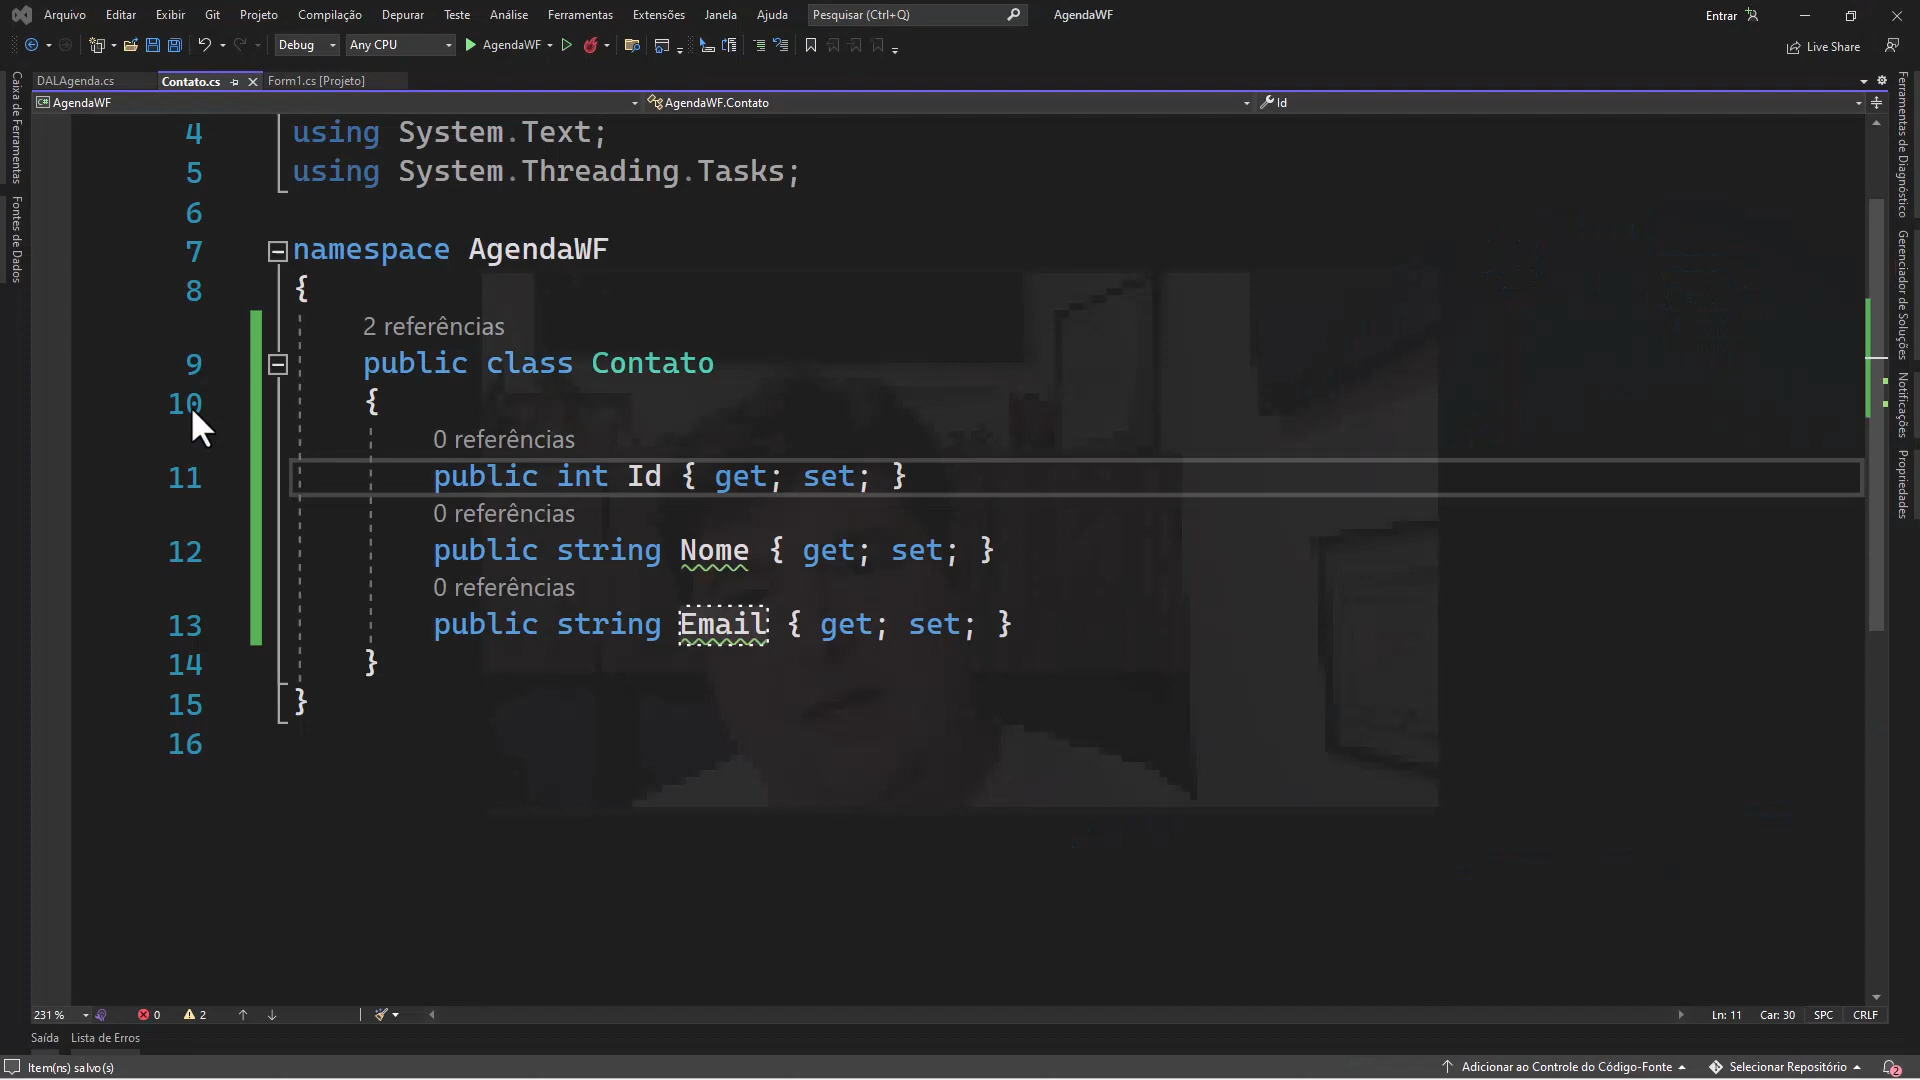 Arquivo Editar Exibir Git Projeto Compilação Depurar Teste Análise Ferramentas Extensões Janela Ajuda Pesquisar (Ctrl+Q) AgendaWF Entrar
Debug Any CPU AgendaWF Live Share
DALAgenda.cs Contato.cs Form1.cs [Projeto]
AgendaWF AgendaWF.Contato Id
Caixa de Ferramentas
Fontes de Dados
4 using System.Text;
5 using System.Threading.Tasks;
6
7 namespace AgendaWF
8 {
2 referências
9 public class Contato
10 {
0 referências
11 public int Id { get; set; }
0 referências
12 public string Nome { get; set; }
0 referências
13 public string Email { get; set; }
14 }
15 }
16
Ferramentas de Diagnóstico
Gerenciador de Soluções
Notificações
Propriedades
231 % 0 2 Ln: 11 Car: 30 SPC CRLF
Saída Lista de Erros
Item(ns) salvo(s) Adicionar ao Controle do Código-Fonte Selecionar Repositório 2